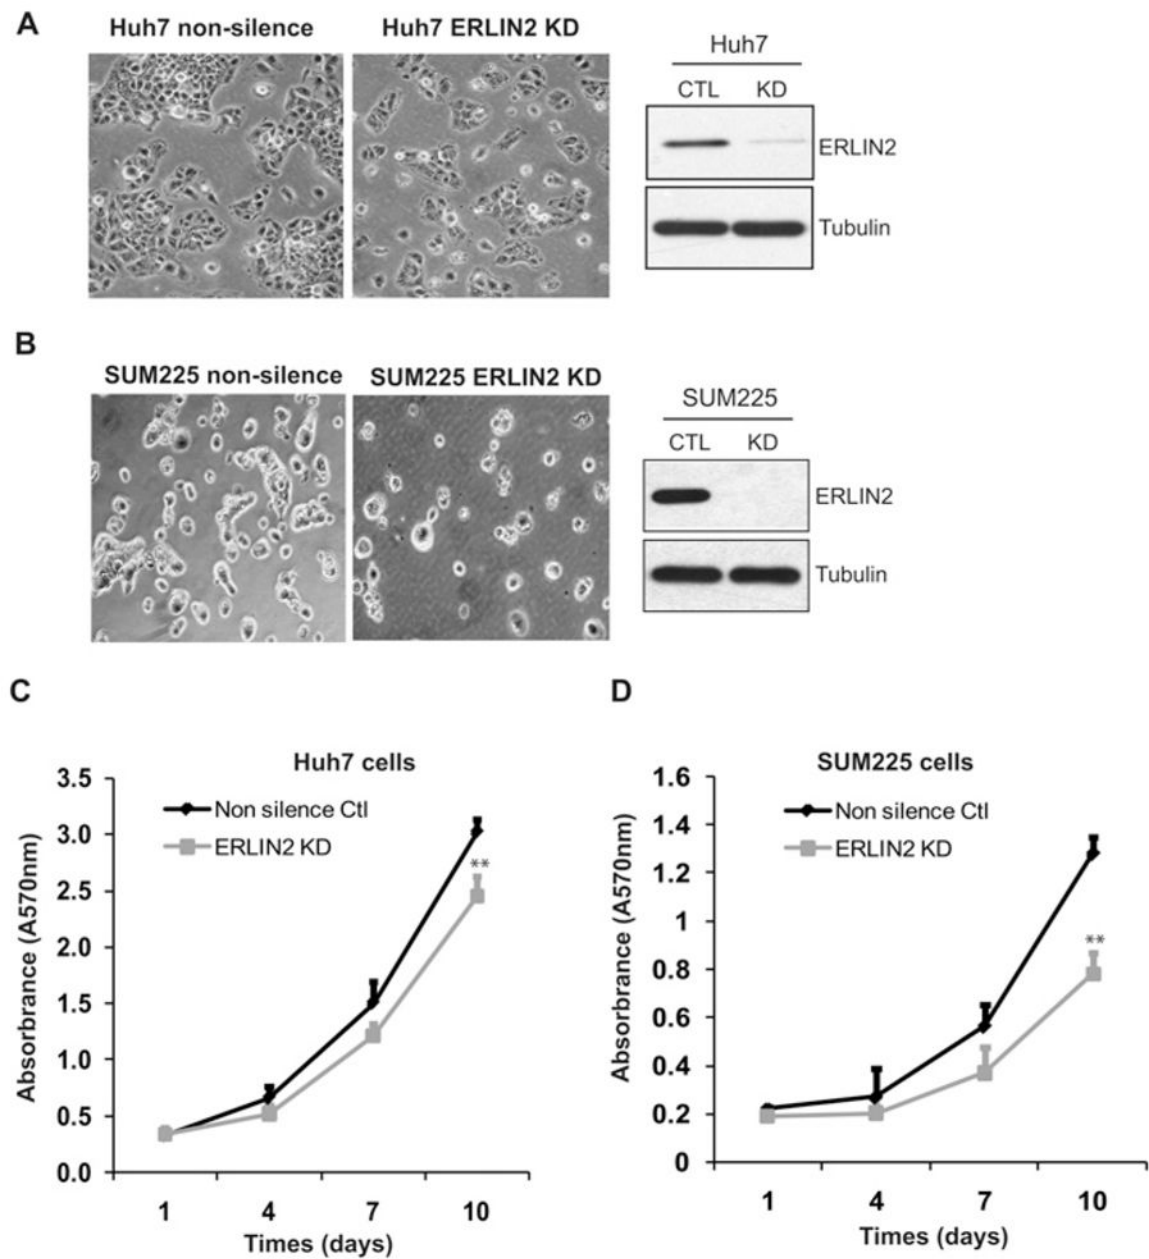 A
Huh7 non-silence
Huh7 ERLIN2 KD
Huh7
CTL KD
ERLIN2
Tubulin
B
SUM225 non-silence
SUM225 ERLIN2 KD
SUM225
CTL KD
ERLIN2
Tubulin
C
Huh7 cells
Absorbrance (A570nm)
3.5
3.0
2.5
2.0
1.5
1.0
0.5
0.0
Non silence Ctl
ERLIN2 KD
**
1 4 7 10
Times (days)
D
SUM225 cells
Absorbrance (A570nm)
1.6
1.4
1.2
1
0.8
0.6
0.4
0.2
0
Non silence Ctl
ERLIN2 KD
**
1 4 7 10
Times (days)